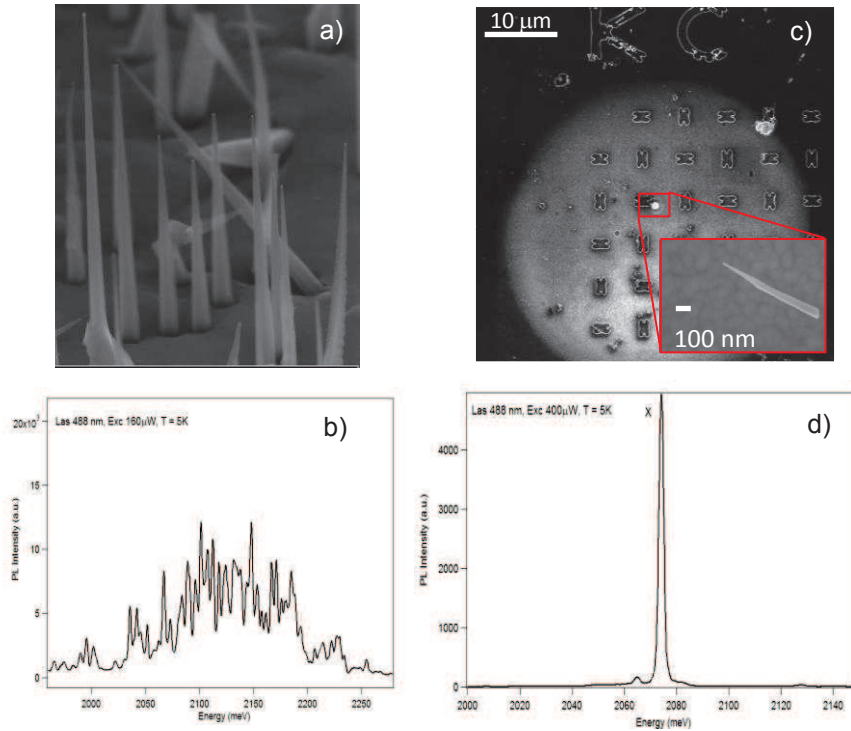 a)
10 μm
KC
c)
100 nm
b)
20x10³
15
10
5
0
PL Intensity (a.u.)
Las 488 nm, Exc 160μW, T = 5K
2000 2050 2100 2150 2200 2250
Energy (meV)
d)
4000
3000
2000
1000
0
PL Intensity (a.u.)
Las 488 nm, Exc 400μW, T = 5K
X
2000 2020 2040 2060 2080 2100 2120 2140
Energy (meV)